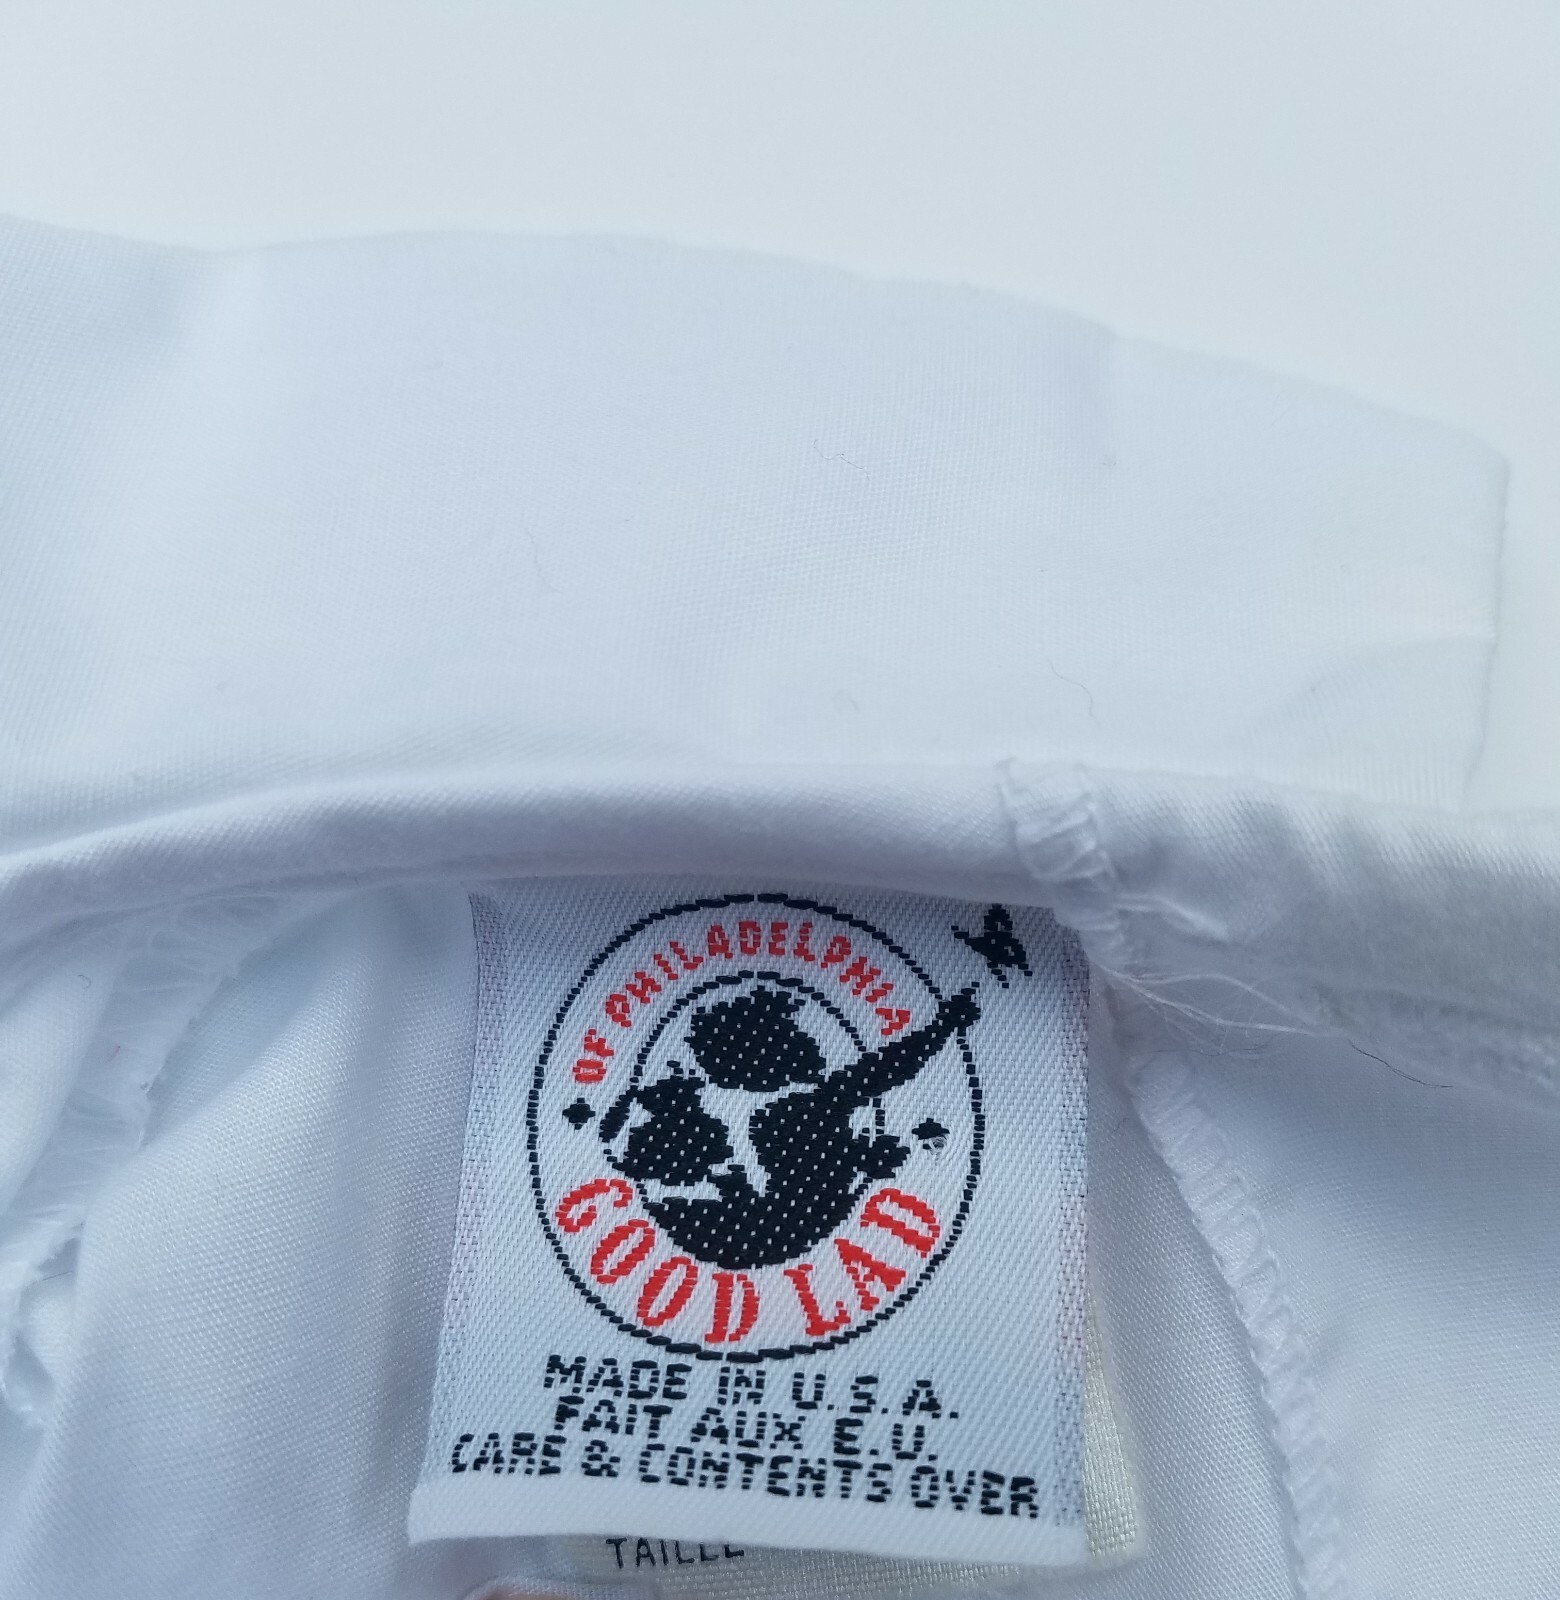 OF PHILADELPHIA
GOOD LAD
MADE IN U.S.A.
FAIT AUX E.U.
CARE & CONTENTS OVER
TAILLE